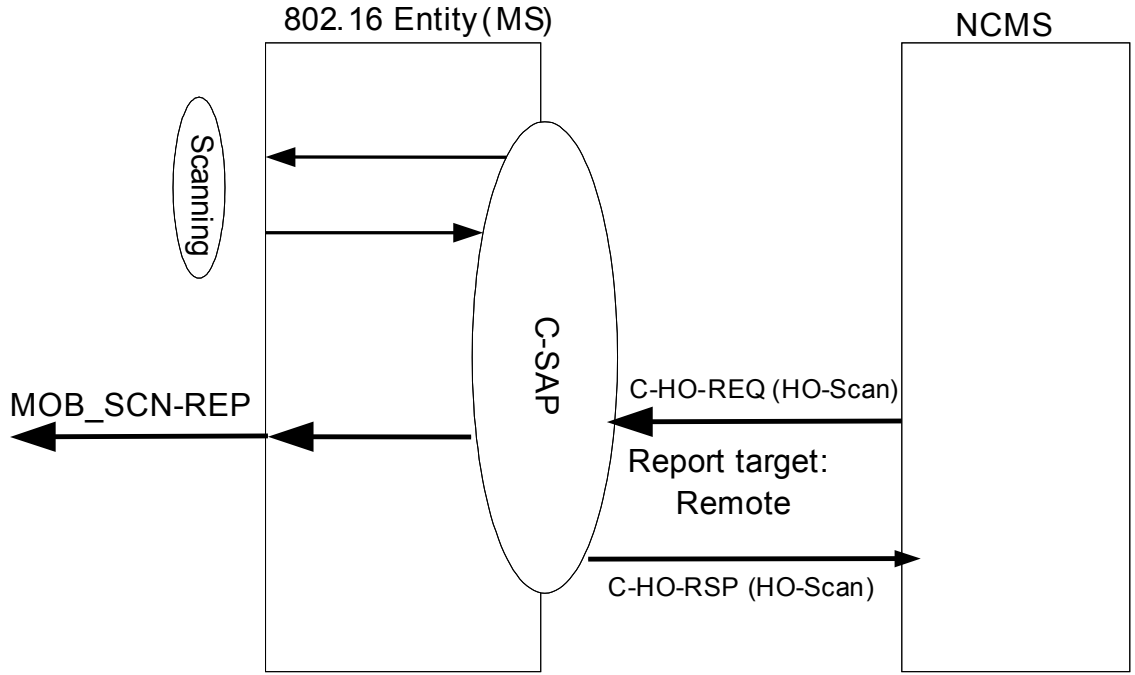 802.16 Entity (MS)
NCMS
Scanning
C-SAP
C-HO-REQ (HO-Scan)
MOB_SCN-REP
Report target:
Remote
C-HO-RSP (HO-Scan)